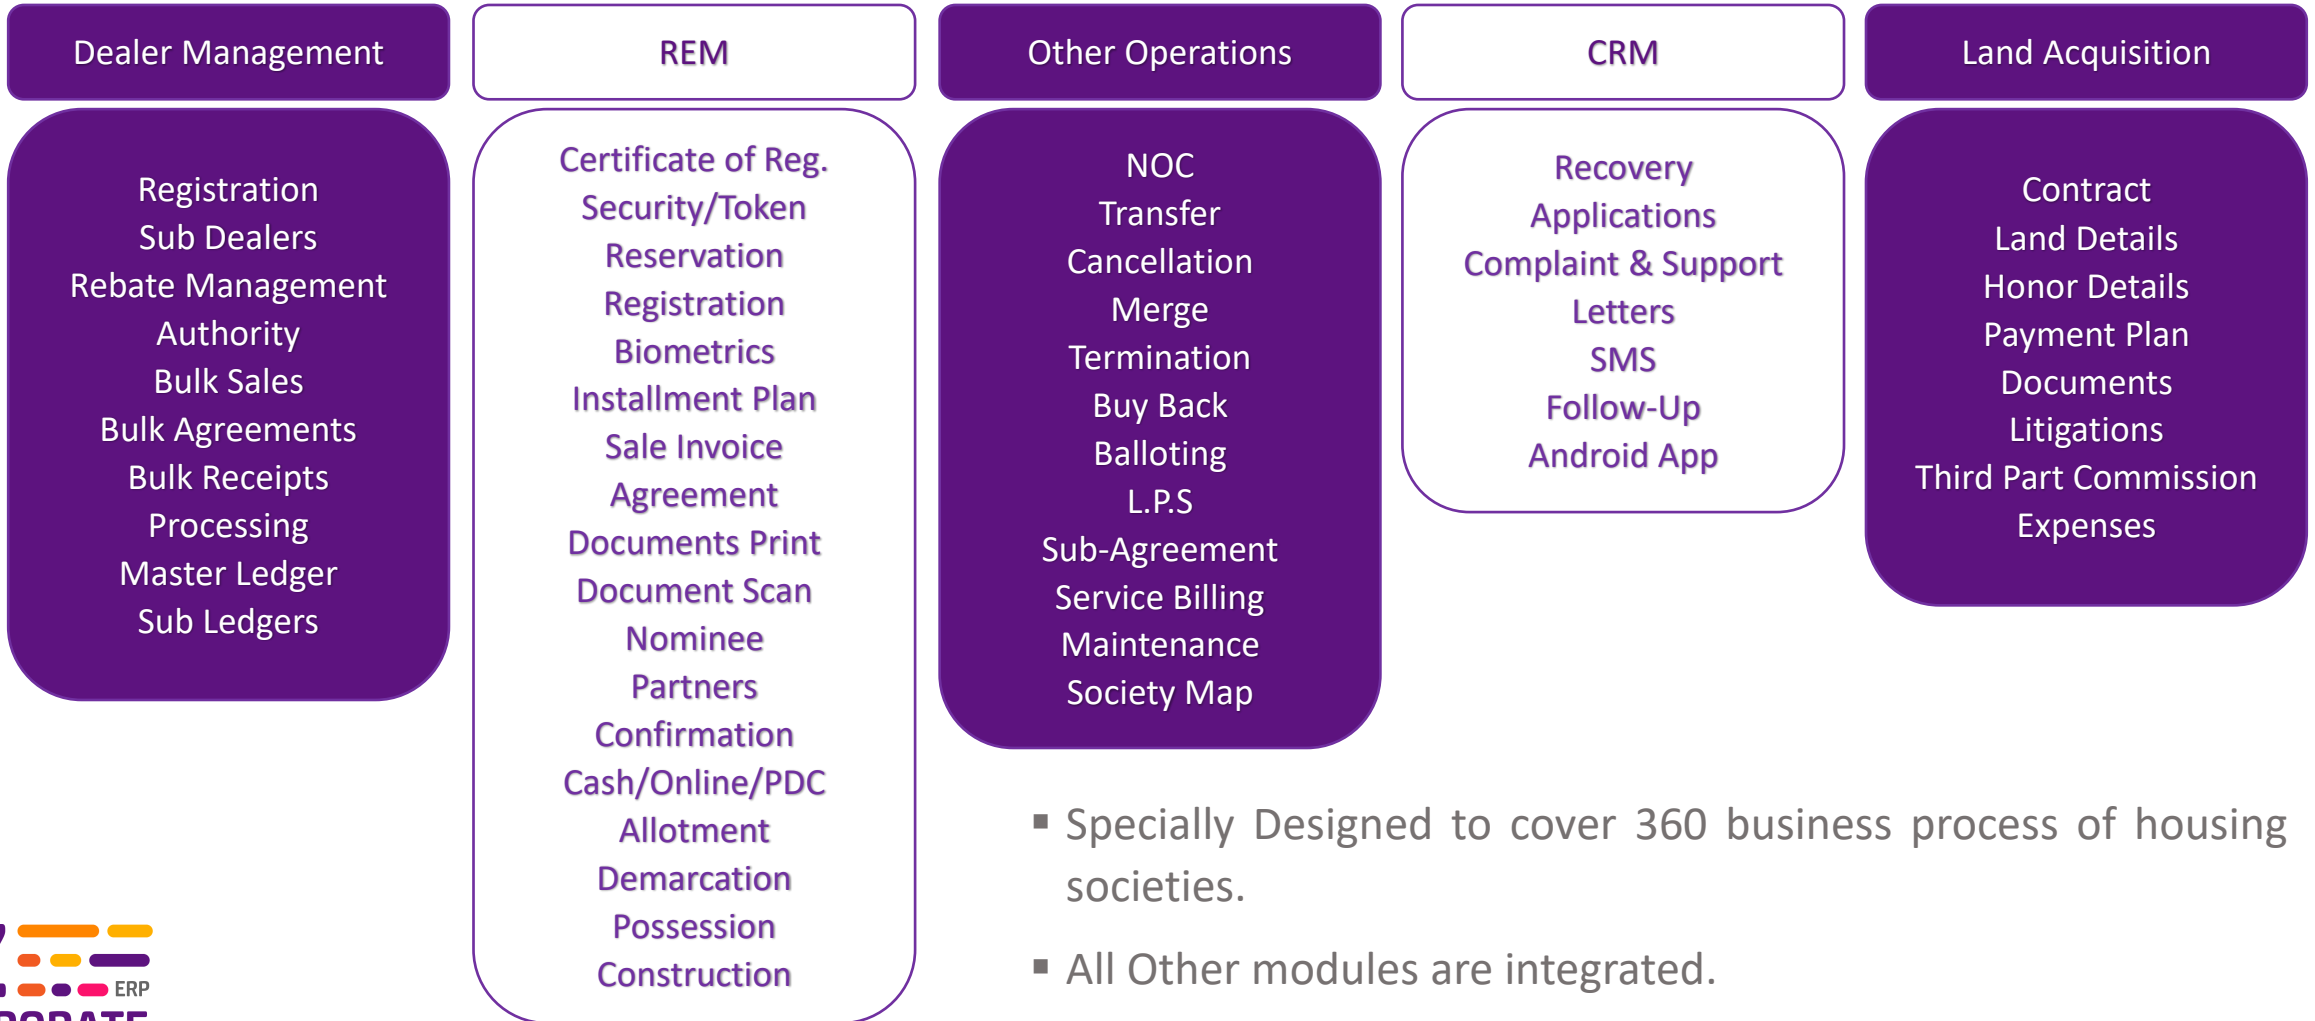 Dealer Management
Registration
Sub Dealers
Rebate Management
Authority
Bulk Sales
Bulk Agreements
Bulk Receipts
Processing
Master Ledger
Sub Ledgers
REM
Certificate of Reg.
Security/Token
Reservation
Registration
Biometrics
Installment Plan
Sale Invoice
Agreement
Documents Print
Document Scan
Nominee
Partners
Confirmation
Cash/Online/PDC
Allotment
Demarcation
Possession
Construction
Other Operations
NOC
Transfer
Cancellation
Merge
Termination
Buy Back
Balloting
L.P.S
Sub-Agreement
Service Billing
Maintenance
Society Map
CRM
Recovery
Applications
Complaint & Support
Letters
SMS
Follow-Up
Android App
Land Acquisition
Contract
Land Details
Honor Details
Payment Plan
Documents
Litigations
Third Part Commission
Expenses
▪ Specially Designed to cover 360 business process of housing
societies.
▪ All Other modules are integrated.
ERP